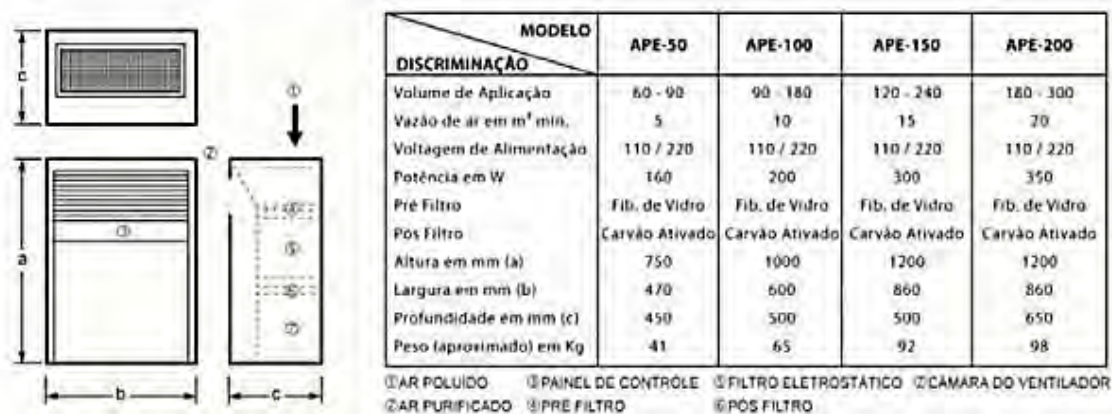 c
①
②
③
a
b
④
⑤
⑥
⑦
c
MODELO
DISCRIMINAÇÃO
APE-50 APE-100 APE-150 APE-200
Volume de Aplicação 60 - 90 90 - 180 120 - 240 180 - 300
Vazão de ar em m³ min. 5 10 15 20
Voltagem de Alimentação 110 / 220 110 / 220 110 / 220 110 / 220
Potência em W 160 200 300 350
Pré Filtro Fib. de Vidro Fib. de Vidro Fib. de Vidro Fib. de Vidro
Pós Filtro Carvão Ativado Carvão Ativado Carvão Ativado Carvão Ativado
Altura em mm (a) 750 1000 1200 1200
Largura em mm (b) 470 600 860 860
Profundidade em mm (c) 450 500 500 650
Peso (aproximado) em Kg 41 65 92 98
①AR POLUÍDO ③PAINEL DE CONTROLE ⑤FILTRO ELETROSTÁTICO ⑦CÂMARA DO VENTILADOR
②AR PURIFICADO ④PRE FILTRO ⑥PÓS FILTRO